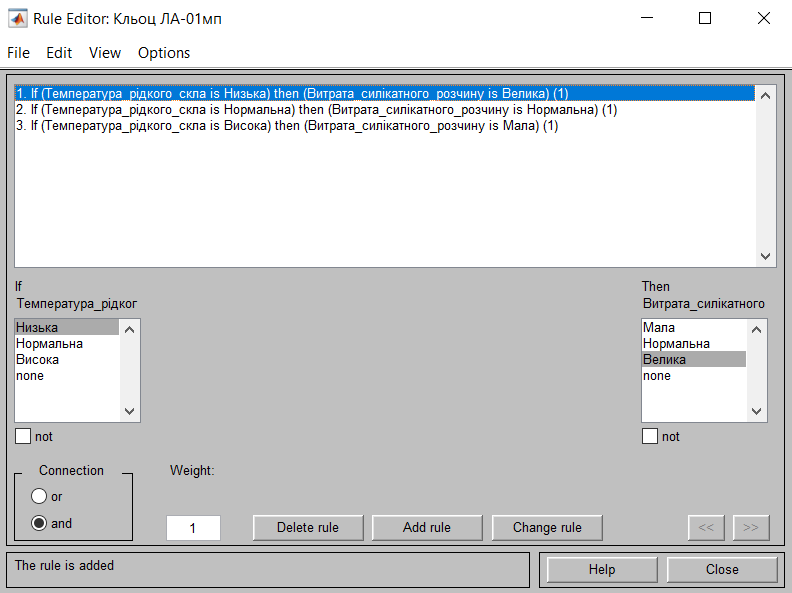 Rule Editor: Кльоц ЛА-01мп
File Edit View Options
1. If (Температура_рідкого_скла is Низька) then (Витрата_силікатного_розчину is Велика) (1)
2. If (Температура_рідкого_скла is Нормальна) then (Витрата_силікатного_розчину is Нормальна) (1)
3. If (Температура_рідкого_скла is Висока) then (Витрата_силікатного_розчину is Мала) (1)
If
Температура_рідког
Низька
Нормальна
Висока
none
not
Then
Витрата_силікатного
Мала
Нормальна
Велика
none
not
Connection
or
and
Weight:
1
Delete rule
Add rule
Change rule
<<
>>
The rule is added
Help
Close